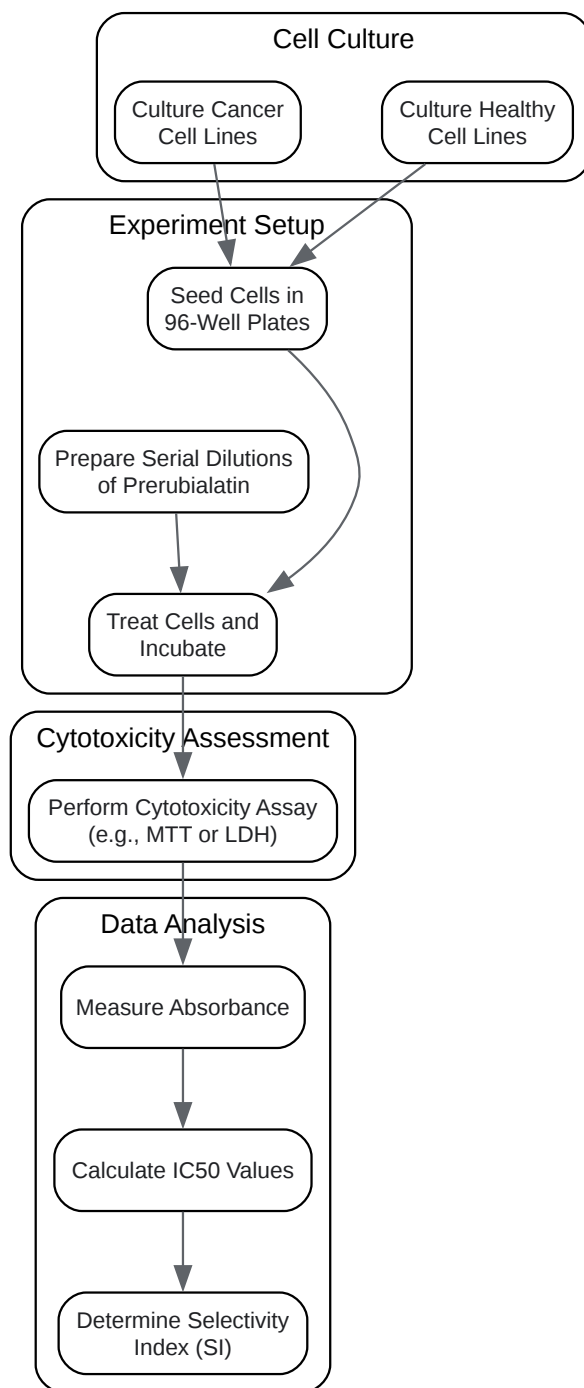 Cell Culture
Culture Cancer
Cell Lines
Culture Healthy
Cell Lines
Experiment Setup
Seed Cells in
96-Well Plates
Prepare Serial Dilutions
of Prerubialatin
Treat Cells and
Incubate
Cytotoxicity Assessment
Perform Cytotoxicity Assay
(e.g., MTT or LDH)
Data Analysis
Measure Absorbance
Calculate IC50 Values
Determine Selectivity
Index (SI)